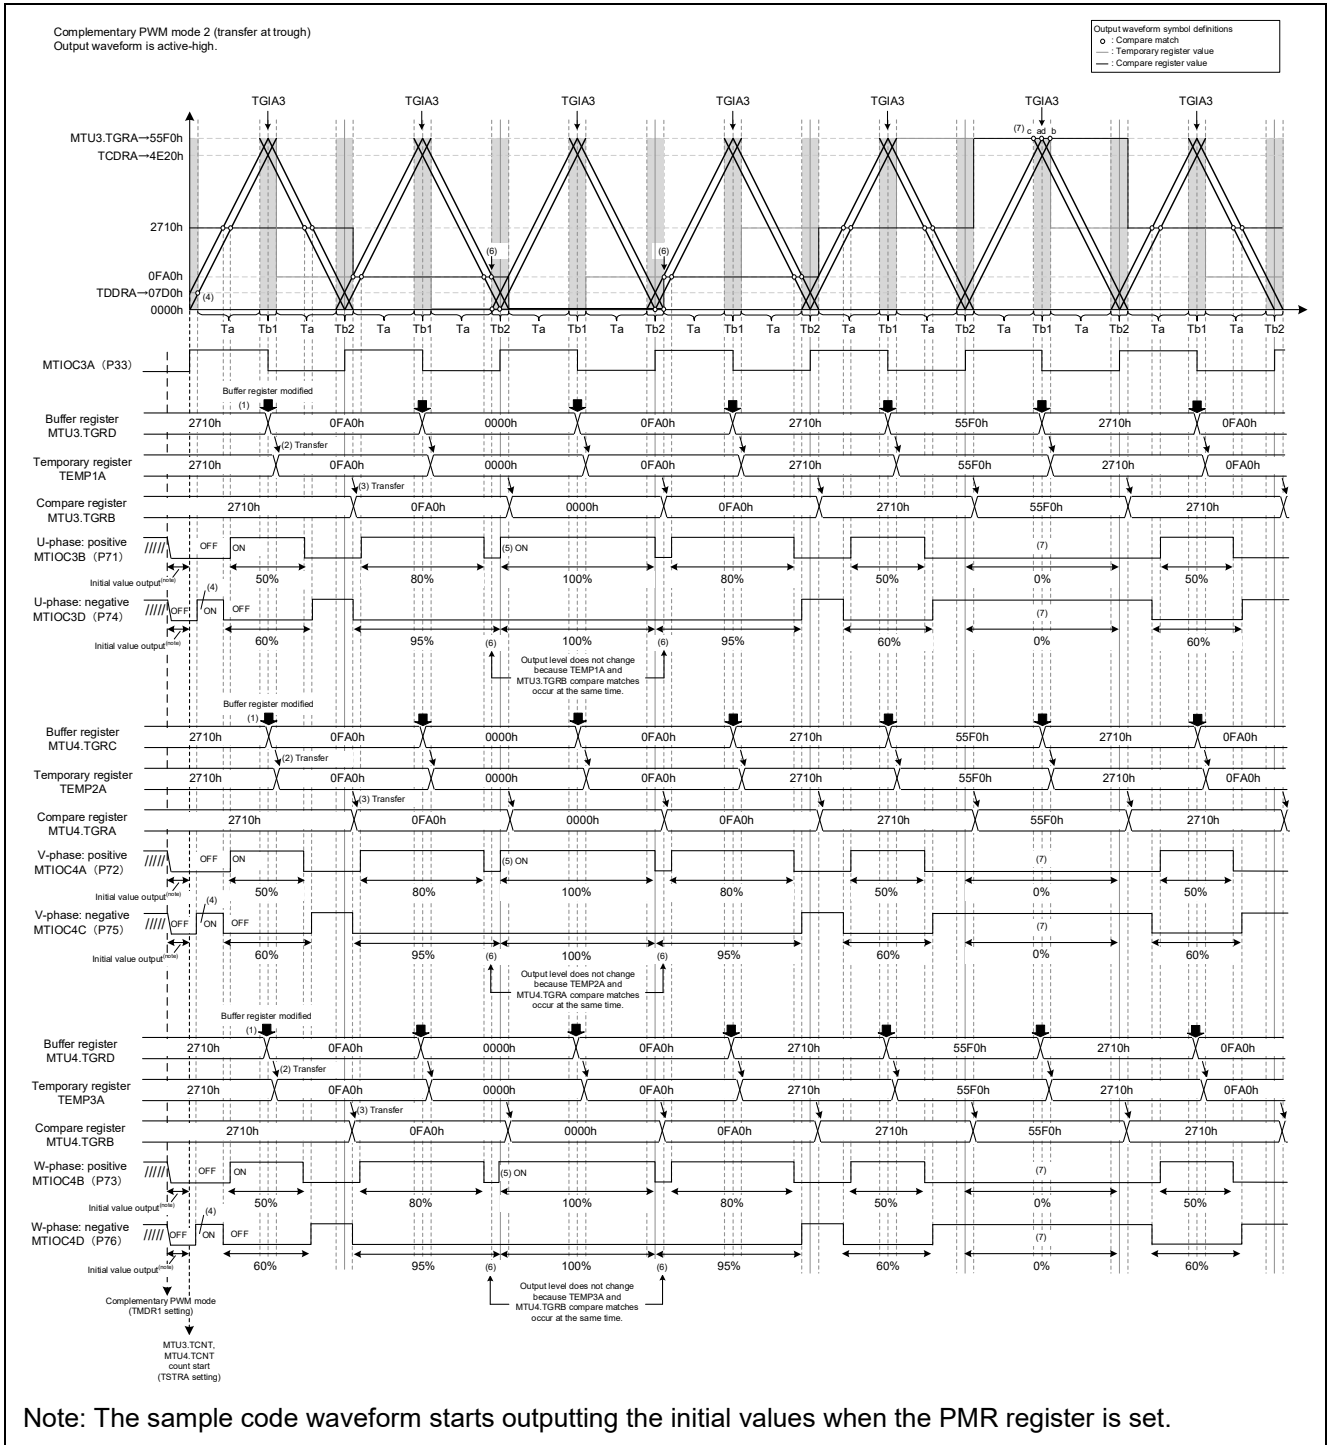 Complementary PWM mode 2 (transfer at trough)
Output waveform is active-high.
Output waveform symbol definitions
: Compare match
: Temporary register value
: Compare register value
TGIA3 TGIA3 TGIA3 TGIA3 TGIA3 TGIA3 TGIA3
MTU3.TGRA→55F0h
(7) c ad b
TCDRA→4E20h
2710h
(6) (6)
0FA0h
TDDRA→07D0h
(4)
0000h
Ta Tb1 Ta Tb2 Ta Tb1 Ta Tb2 Ta Tb1 Ta Tb2 Ta Tb1 Ta Tb2 Ta Tb1 Ta Tb2 Ta Tb1 Ta Tb2 Ta Tb1 Ta Tb2
MTIOC3A (P33)
Buffer register modified
(1)
Buffer register
MTU3.TGRD
2710h 0FA0h 0000h 0FA0h 2710h 55F0h 2710h 0FA0h
(2) Transfer
Temporary register
TEMP1A
2710h 0FA0h 0000h 0FA0h 2710h 55F0h 2710h 0FA0h
(3) Transfer
Compare register
MTU3.TGRB
2710h 0FA0h 0000h 0FA0h 2710h 55F0h 2710h
U-phase: positive
MTIOC3B (P71)
OFF ON (5) ON (7)
Initial value output(note)
50% 80% 100% 80% 50% 0% 50%
(4)
U-phase: negative
MTIOC3D (P74)
OFF ON OFF (7)
Initial value output(note)
60% 95% (6) 100% (6) 95% 60% 0% 60%
Output level does not change
because TEMP1A and
MTU3.TGRB compare matches
occur at the same time.
Buffer register modified
(1)
Buffer register
MTU4.TGRC
2710h 0FA0h 0000h 0FA0h 2710h 55F0h 2710h 0FA0h
(2) Transfer
Temporary register
TEMP2A
2710h 0FA0h 0000h 0FA0h 2710h 55F0h 2710h 0FA0h
(3) Transfer
Compare register
MTU4.TGRA
2710h 0FA0h 0000h 0FA0h 2710h 55F0h 2710h
V-phase: positive
MTIOC4A (P72)
OFF ON (5) ON (7)
Initial value output(note)
50% 80% 100% 80% 50% 0% 50%
(4)
V-phase: negative
MTIOC4C (P75)
OFF ON OFF (7)
Initial value output(note)
60% 95% (6) 100% (6) 95% 60% 0% 60%
Output level does not change
because TEMP2A and
MTU4.TGRA compare matches
occur at the same time.
Buffer register modified
(1)
Buffer register
MTU4.TGRD
2710h 0FA0h 0000h 0FA0h 2710h 55F0h 2710h 0FA0h
(2) Transfer
Temporary register
TEMP3A
2710h 0FA0h 0000h 0FA0h 2710h 55F0h 2710h 0FA0h
(3) Transfer
Compare register
MTU4.TGRB
2710h 0FA0h 0000h 0FA0h 2710h 55F0h 2710h
W-phase: positive
MTIOC4B (P73)
OFF ON (5) ON (7)
Initial value output(note)
50% 80% 100% 80% 50% 0% 50%
(4)
W-phase: negative
MTIOC4D (P76)
OFF ON OFF (7)
Initial value output(note)
60% 95% (6) 100% (6) 95% 60% 0% 60%
Output level does not change
because TEMP3A and
MTU4.TGRB compare matches
occur at the same time.
Complementary PWM mode
(TMDR1 setting)
MTU3.TCNT,
MTU4.TCNT
count start
(TSTRA setting)
Note: The sample code waveform starts outputting the initial values when the PMR register is set.